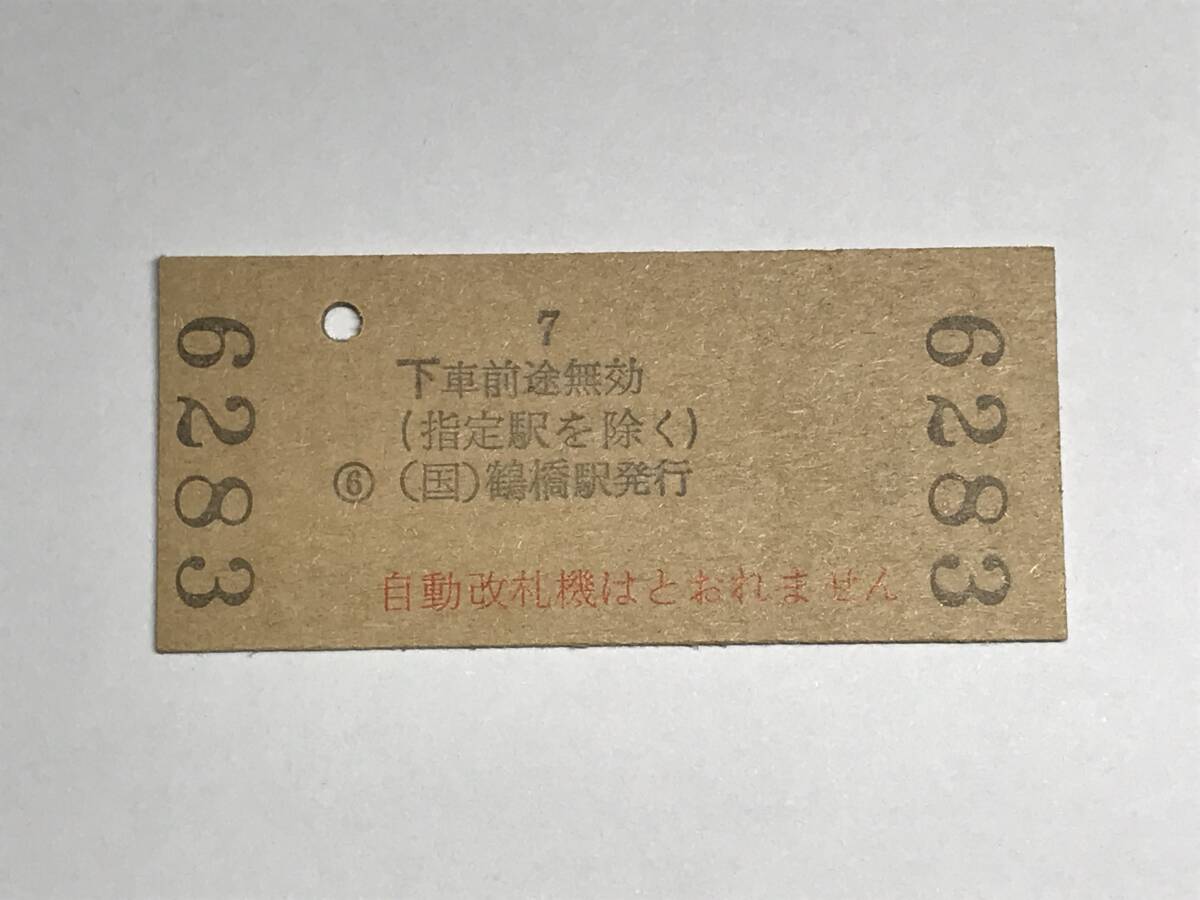 6283
7
下車前途無効
(指定駅を除く)
⑥ (国)鶴橋駅発行
自動改札機はとおれません
6283